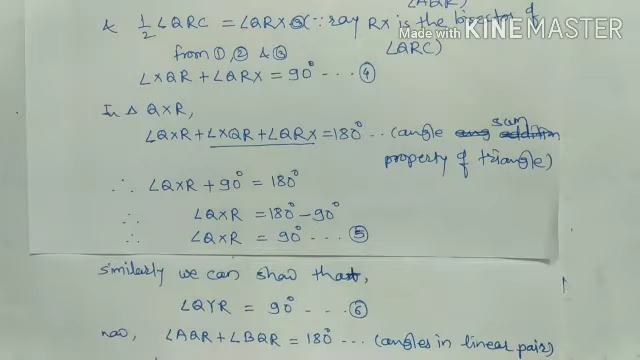 ∠AQR)
& 1/2 ∠QRC = ∠QRX ③ (∵ ray RX is the bisector of
∠QRC)
Made with KINEMASTER
from ①, ② & ③
∠XQR + ∠QRX = 90° ---- ④
In Δ QXR,
∠QXR + ∠XQR + ∠QRX = 180° -- (angle sum
property of triangle)
∴ ∠QXR + 90° = 180°
∴ ∠QXR = 180° - 90°
∴ ∠QXR = 90° ---- ⑤
similarly we can show that,
∠QYR = 90° ---- ⑥
now, ∠AQR + ∠BQR = 180° --- (angles in linear pair)